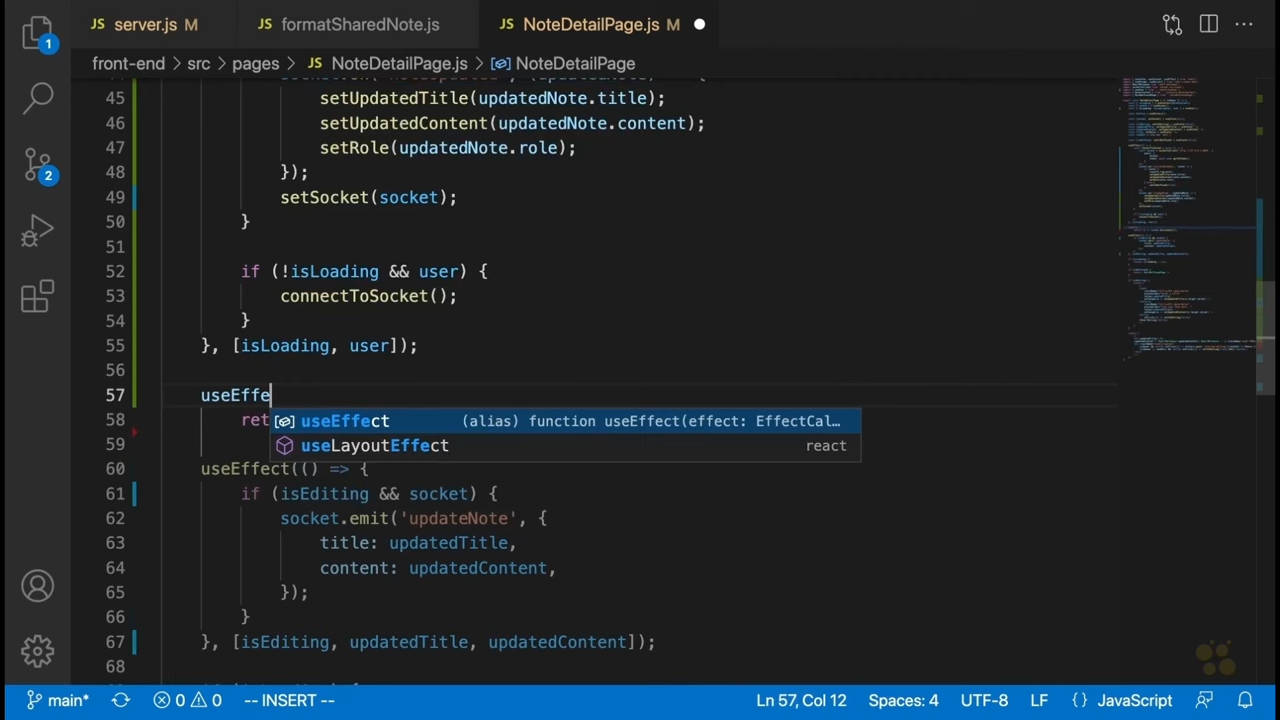 JS server.js M JS formatSharedNote.js JS NoteDetailPage.js M
front-end > src > pages > JS NoteDetailPage.js > NoteDetailPage
45 setUpdatedT updatedNote.title);
46 setUpdatedC updatedNote.content);
47 setRole(updatedNote.role);
48 });
49 setSocket(socket);
50 }
51
52 if (!isLoading && user) {
53 connectToSocket();
54 }
55 }, [isLoading, user]);
56
57 useEffe
58 ret useEffect (alias) function useEffect(effect: EffectCal…
59 useLayoutEffect react
60 useEffect(() => {
61 if (isEditing && socket) {
62 socket.emit('updateNote', {
63 title: updatedTitle,
64 content: updatedContent,
65 });
66 }
67 }, [isEditing, updatedTitle, updatedContent]);
68
1
2
main* 0 0 -- INSERT -- Ln 57, Col 12 Spaces: 4 UTF-8 LF {} JavaScript